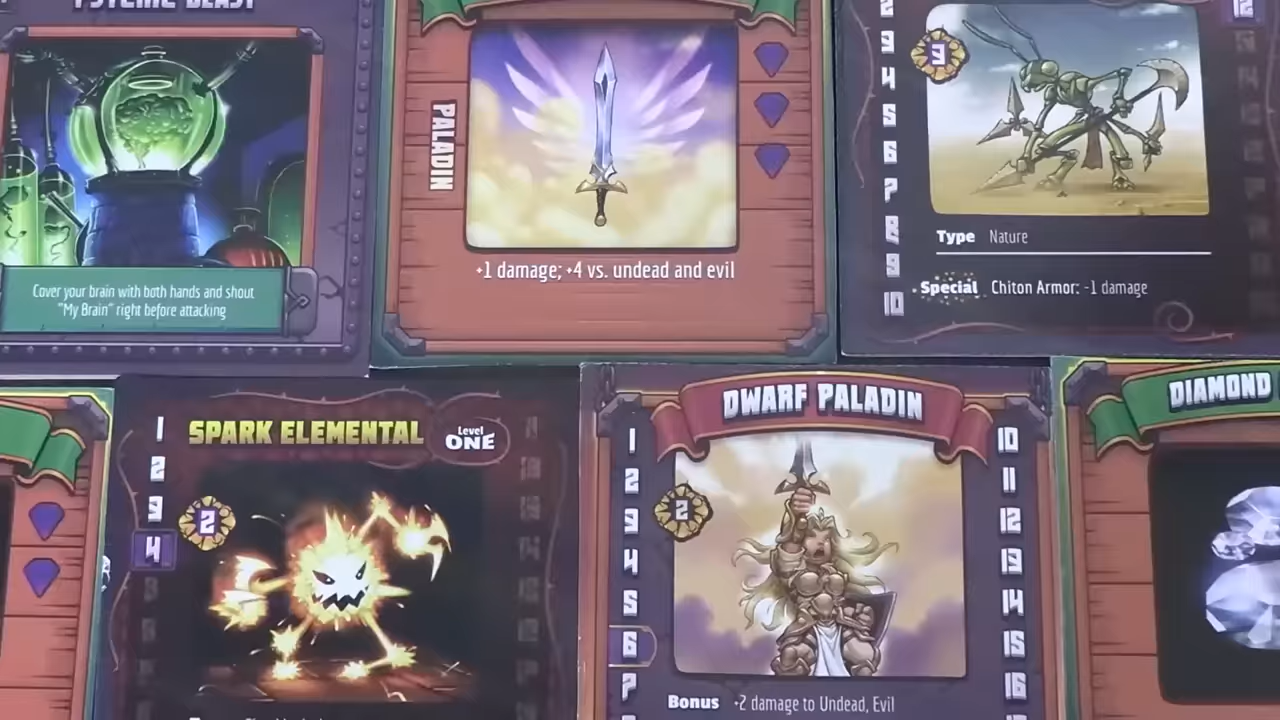 PSYCHIC BLAST
Cover your brain with both hands and shout
"My Brain" right before attacking
PALADIN
+1 damage; +4 vs. undead and evil
2
3
4
5
6
7
8
9
10
12
3
Type Nature
Special Chiton Armor: -1 damage
SPARK ELEMENTAL
Level
ONE
1
2
3
4
2
DWARF PALADIN
1
2
3
4
5
6
7
10
11
12
13
14
15
16
2
Bonus +2 damage to Undead, Evil
DIAMOND